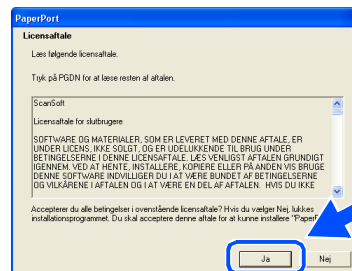 PaperPort
Licensaftale
Læs følgende licensaftale.
Tryk på PGDN for at læse resten af aftalen.
ScanSoft
Licensaftale for slutbrugere
SOFTWARE OG MATERIALER, SOM ER LEVERET MED DENNE AFTALE, ER
UNDER LICENS, IKKE SOLGT, OG ER UDELUKKENDE TIL BRUG UNDER
BETINGELSERNE I DENNE LICENSAFTALE. LÆS VENLIGST AFTALEN GRUNDIGT
IGENNEM. VED AT HENTE, INSTALLERE, KOPIERE ELLER PÅ ANDEN VIS BRUGE
DENNE SOFTWARE INDVILLIGER DU I AT VÆRE BUNDET AF BETINGELSERNE
OG VILKÅRENE I AFTALEN OG I AT VÆRE EN DEL AF AFTALEN. HVIS DU IKKE
Accepterer du alle betingelser i ovenstående licensaftale? Hvis du vælger Nej, lukkes
installationsprogrammet. Du skal acceptere denne aftale for at kunne installere
Ja
Nej